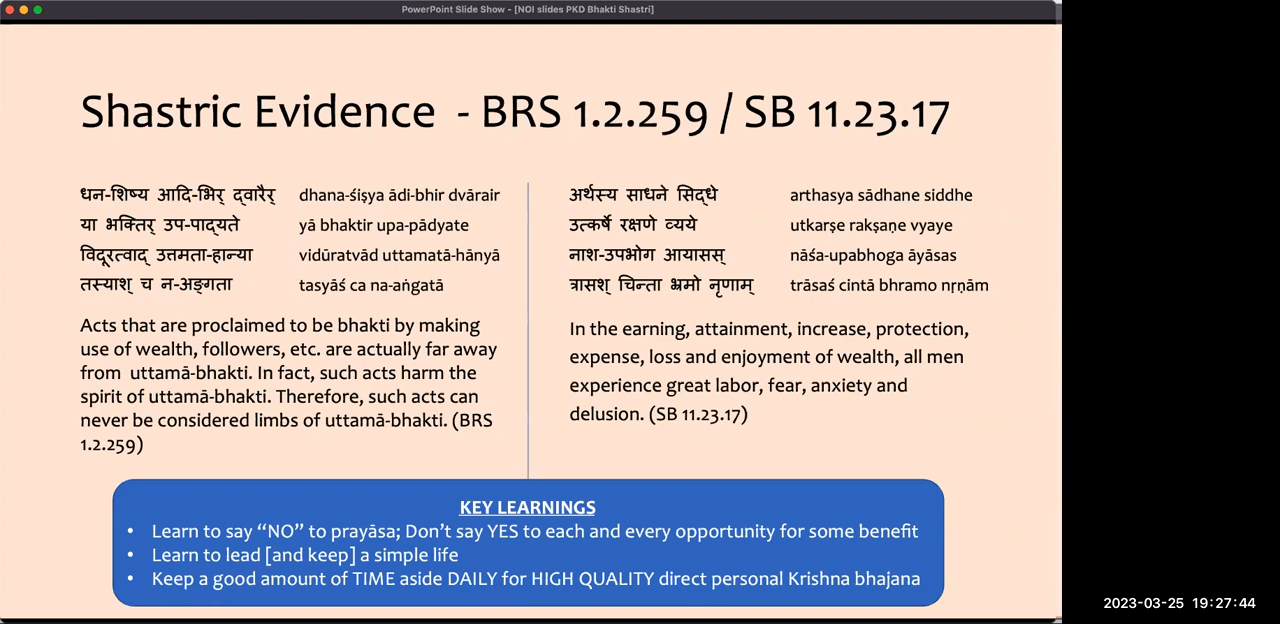 PowerPoint Slide Show - [NOI slides PKD Bhakti Shastri]
Shastric Evidence - BRS 1.2.259 / SB 11.23.17
धन-शिष्य आदि-भिर् द्वारैर्
या भक्तिर् उप-पाद्यते
विदूरत्वाद् उत्तमता-हान्या
तस्याश् च न-अङ्गता
dhana-śiṣya ādi-bhir dvārair
yā bhaktir upa-pādyate
vidūratvād uttamatā-hānyā
tasyāś ca na-aṅgatā
Acts that are proclaimed to be bhakti by making
use of wealth, followers, etc. are actually far away
from uttamā-bhakti. In fact, such acts harm the
spirit of uttamā-bhakti. Therefore, such acts can
never be considered limbs of uttamā-bhakti. (BRS
1.2.259)
अर्थस्य साधने सिद्धे
उत्कर्षे रक्षणे व्यये
नाश-उपभोग आयासस्
त्रासश् चिन्ता भ्रमो नृणाम्
arthasya sādhane siddhe
utkarṣe rakṣaṇe vyaye
nāśa-upabhoga āyāsas
trāsaś cintā bhramo nṛṇām
In the earning, attainment, increase, protection,
expense, loss and enjoyment of wealth, all men
experience great labor, fear, anxiety and
delusion. (SB 11.23.17)
KEY LEARNINGS
• Learn to say “NO” to prayāsa; Don’t say YES to each and every opportunity for some benefit
• Learn to lead [and keep] a simple life
• Keep a good amount of TIME aside DAILY for HIGH QUALITY direct personal Krishna bhajana
2023-03-25 19:27:44